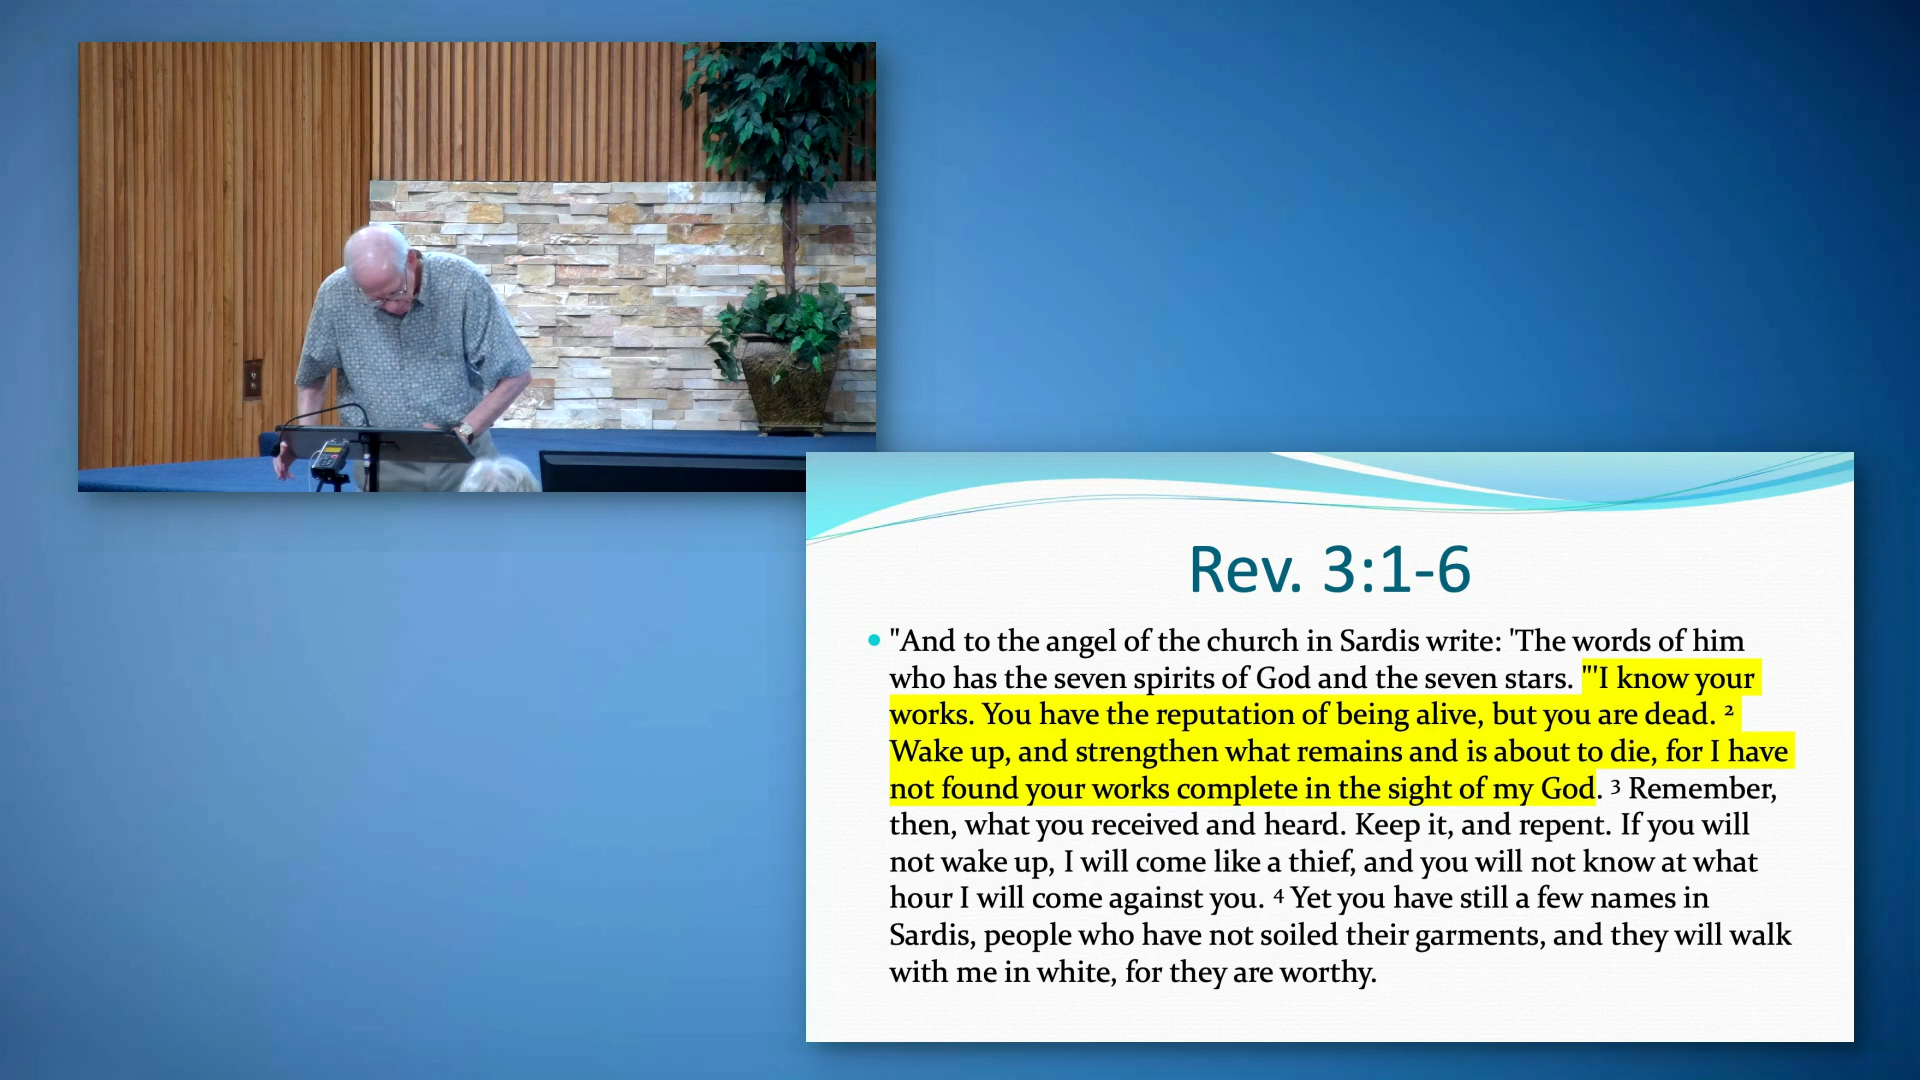 Rev. 3:1-6
• "And to the angel of the church in Sardis write: 'The words of him
who has the seven spirits of God and the seven stars. "'I know your
works. You have the reputation of being alive, but you are dead. ²
Wake up, and strengthen what remains and is about to die, for I have
not found your works complete in the sight of my God. ³ Remember,
then, what you received and heard. Keep it, and repent. If you will
not wake up, I will come like a thief, and you will not know at what
hour I will come against you. ⁴ Yet you have still a few names in
Sardis, people who have not soiled their garments, and they will walk
with me in white, for they are worthy.